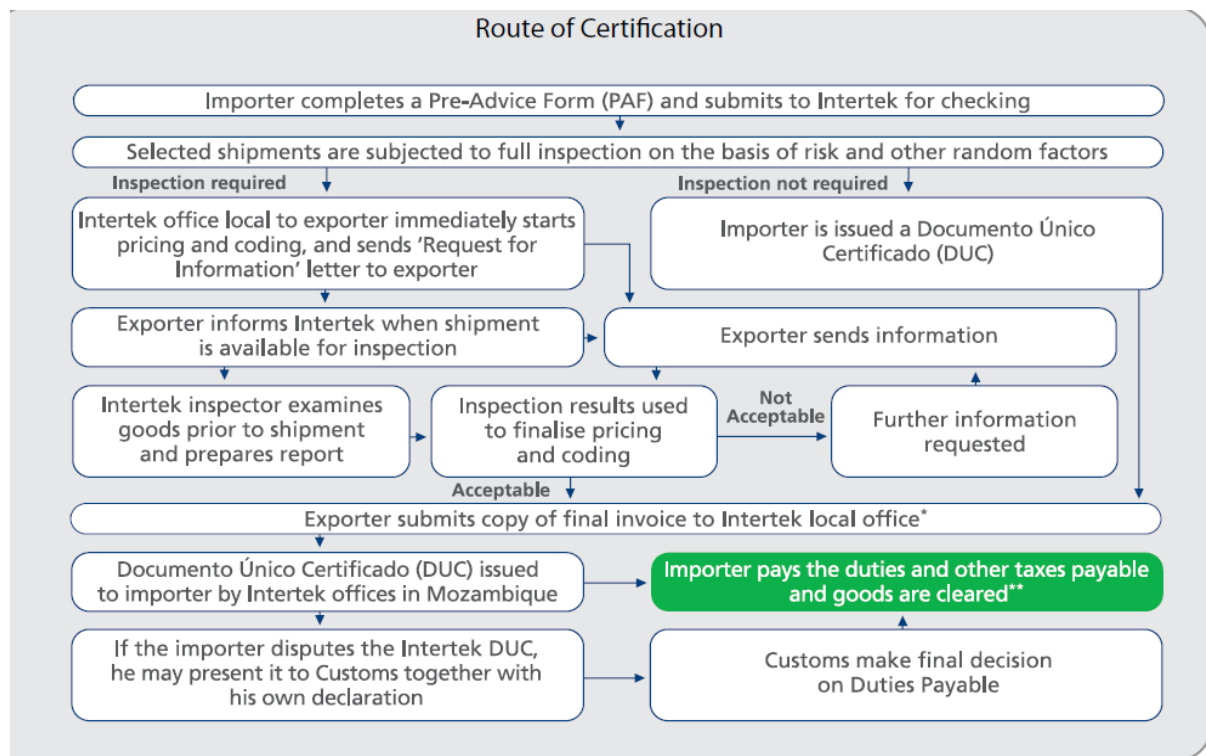 Route of Certification
Importer completes a Pre-Advice Form (PAF) and submits to Intertek for checking
Selected shipments are subjected to full inspection on the basis of risk and other random factors
Inspection required
Inspection not required
Intertek office local to exporter immediately starts
pricing and coding, and sends ‘Request for
Information’ letter to exporter
Importer is issued a Documento Único
Certificado (DUC)
Exporter informs Intertek when shipment
is available for inspection
Exporter sends information
Intertek inspector examines
goods prior to shipment
and prepares report
Inspection results used
to finalise pricing
and coding
Not
Acceptable
Further information
requested
Acceptable
Exporter submits copy of final invoice to Intertek local office*
Documento Único Certificado (DUC) issued
to importer by Intertek offices in Mozambique
Importer pays the duties and other taxes payable
and goods are cleared**
If the importer disputes the Intertek DUC,
he may present it to Customs together with
his own declaration
Customs make final decision
on Duties Payable